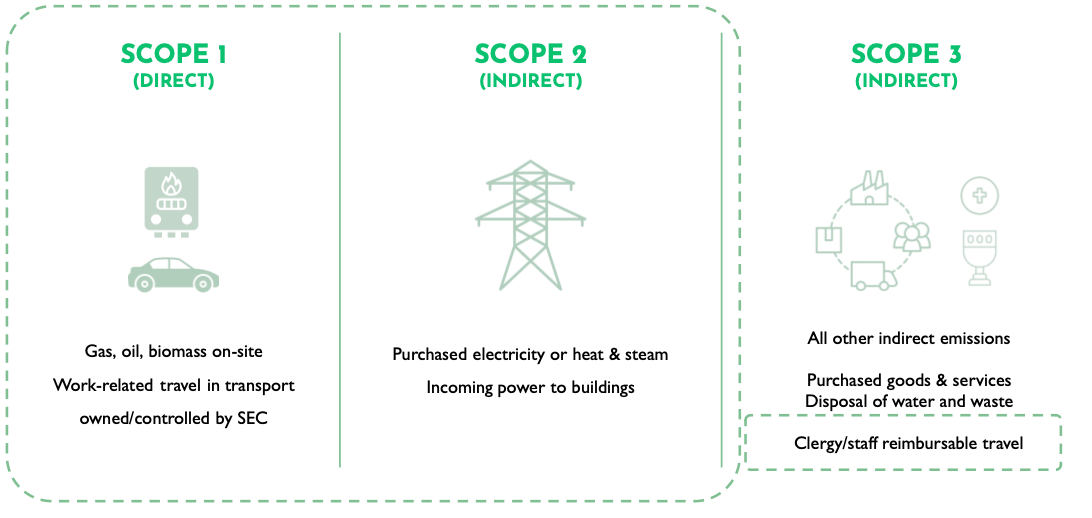 SCOPE 1
(DIRECT)
Gas, oil, biomass on-site
Work-related travel in transport
owned/controlled by SEC
SCOPE 2
(INDIRECT)
Purchased electricity or heat & steam
Incoming power to buildings
SCOPE 3
(INDIRECT)
All other indirect emissions
Purchased goods & services
Disposal of water and waste
Clergy/staff reimbursable travel